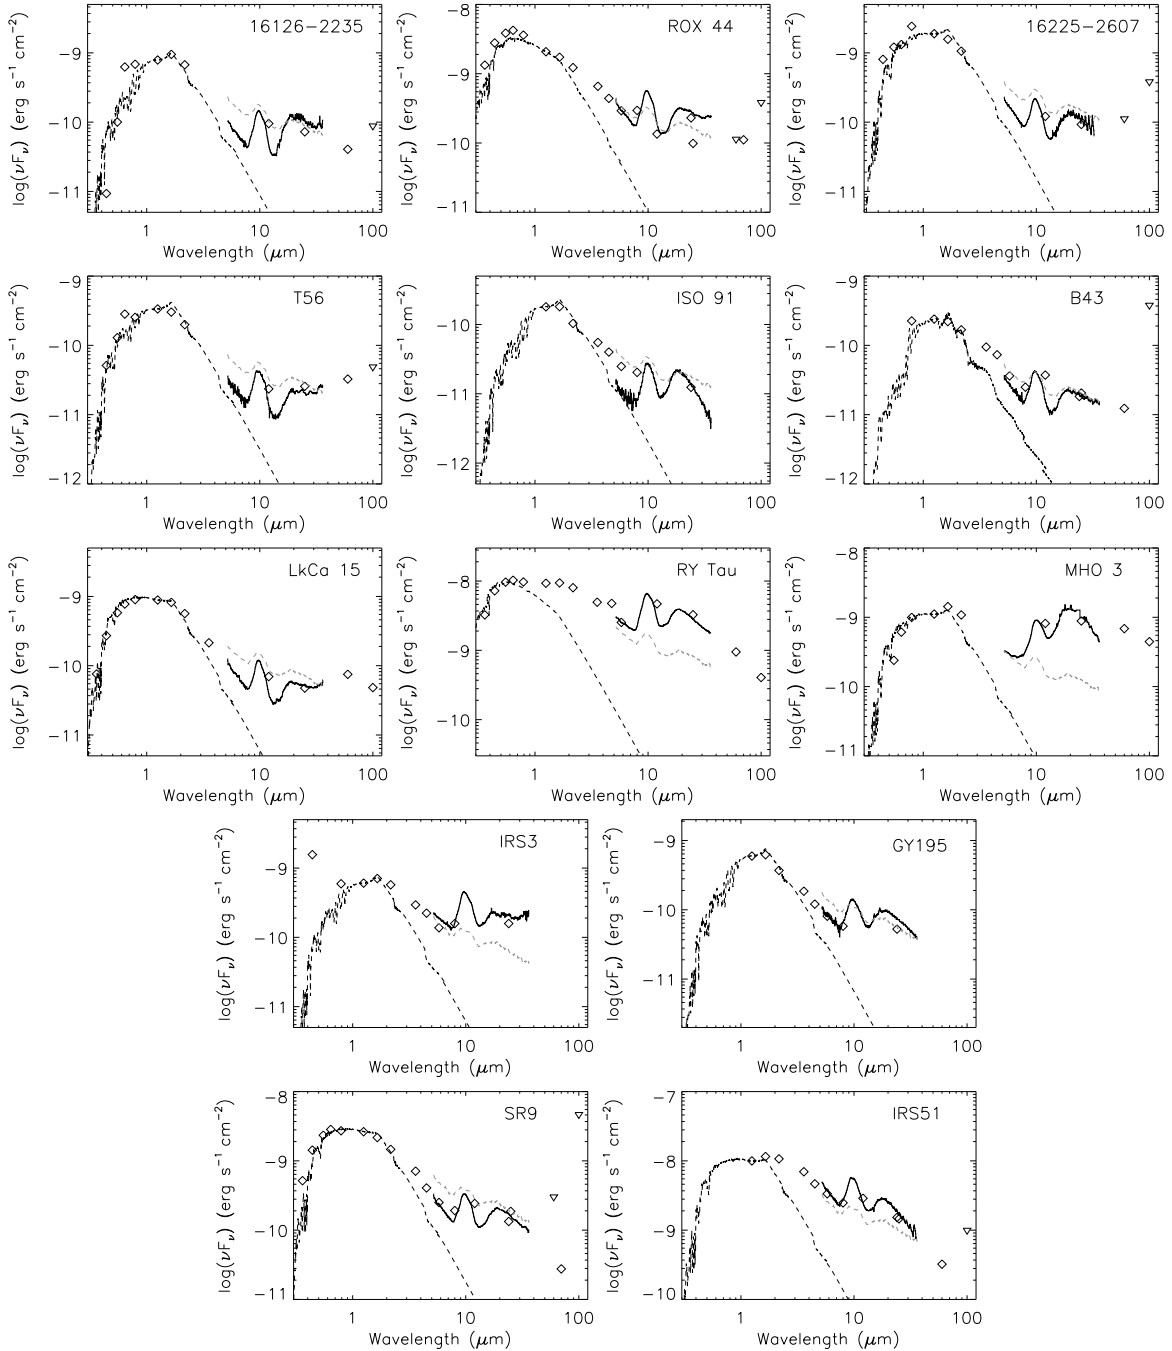 16126−2235
log(νFν) (erg s−1 cm−2)
−9
−10
−11
1 10 100
Wavelength (μm)
ROX 44
log(νFν) (erg s−1 cm−2)
−8
−9
−10
−11
1 10 100
Wavelength (μm)
16225−2607
log(νFν) (erg s−1 cm−2)
−8
−9
−10
−11
1 10 100
Wavelength (μm)
T56
log(νFν) (erg s−1 cm−2)
−9
−10
−11
−12
1 10 100
Wavelength (μm)
ISO 91
log(νFν) (erg s−1 cm−2)
−10
−11
−12
1 10 100
Wavelength (μm)
B43
log(νFν) (erg s−1 cm−2)
−9
−10
−11
−12
1 10 100
Wavelength (μm)
LkCa 15
log(νFν) (erg s−1 cm−2)
−9
−10
−11
1 10 100
Wavelength (μm)
RY Tau
log(νFν) (erg s−1 cm−2)
−8
−9
−10
1 10 100
Wavelength (μm)
MHO 3
log(νFν) (erg s−1 cm−2)
−8
−9
−10
−11
1 10 100
Wavelength (μm)
IRS3
log(νFν) (erg s−1 cm−2)
−9
−10
−11
1 10 100
Wavelength (μm)
GY195
log(νFν) (erg s−1 cm−2)
−9
−10
−11
1 10 100
Wavelength (μm)
SR9
log(νFν) (erg s−1 cm−2)
−8
−9
−10
−11
1 10 100
Wavelength (μm)
IRS51
log(νFν) (erg s−1 cm−2)
−7
−8
−9
−10
1 10 100
Wavelength (μm)